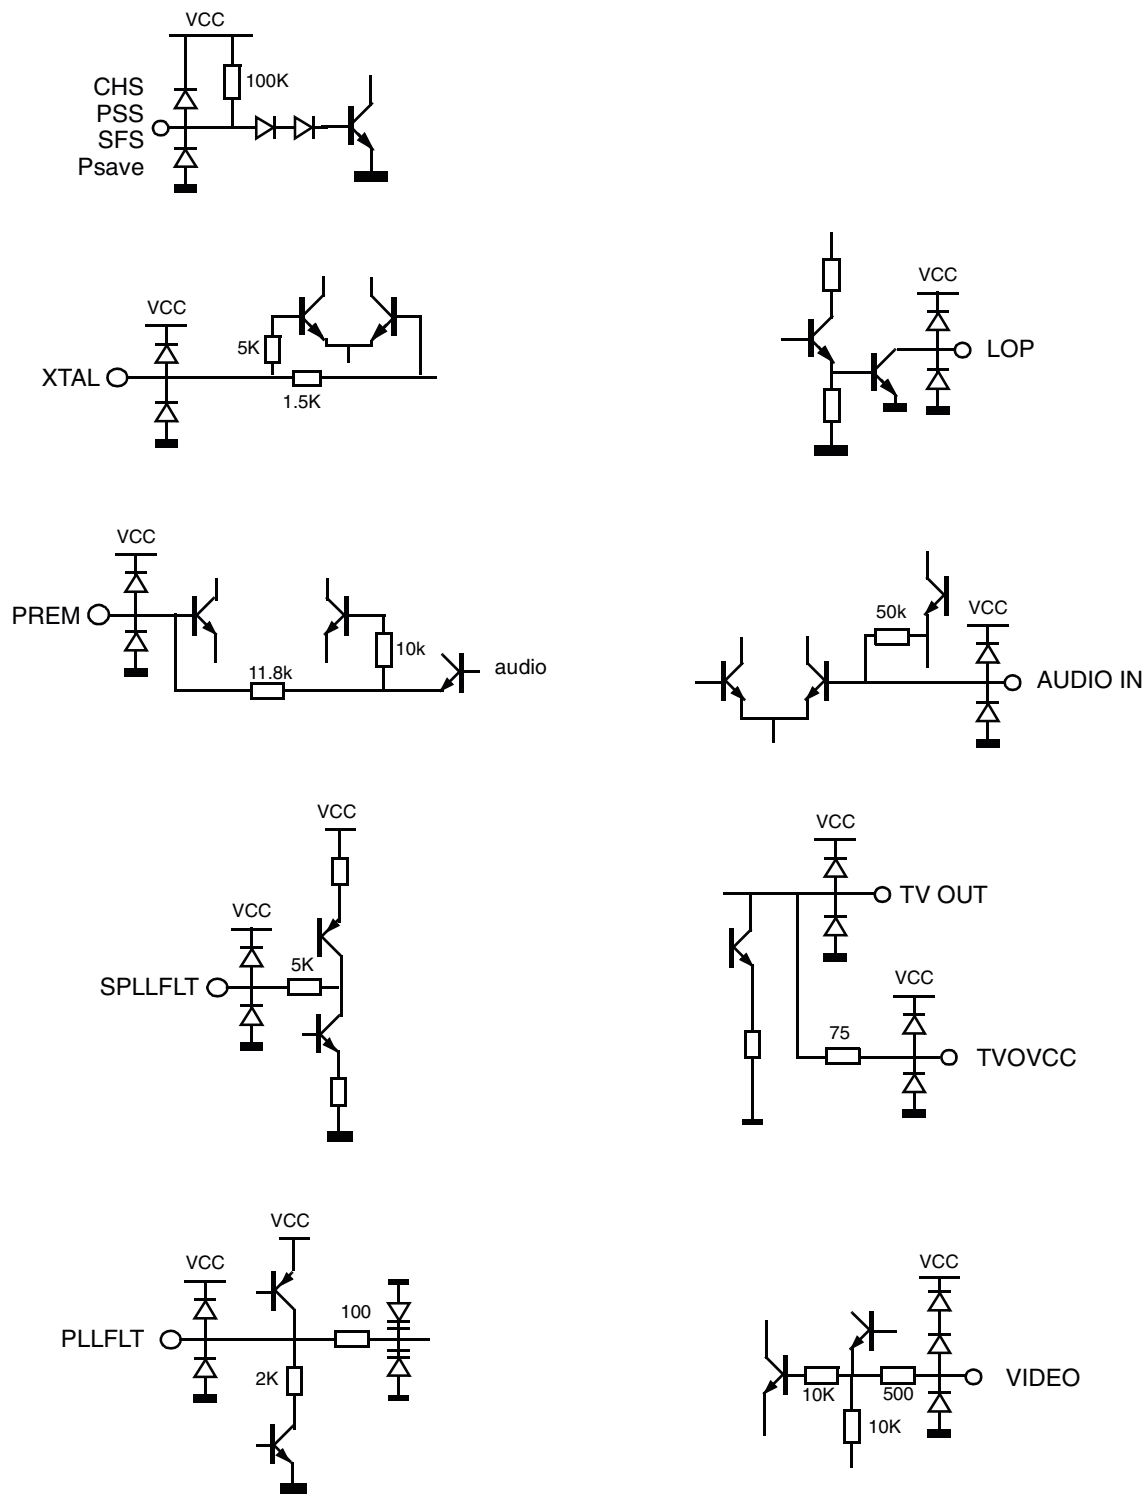 VCC
CHS
PSS
SFS
Psave
100K
VCC
XTAL
5K
1.5K
VCC
LOP
VCC
PREM
11.8k
10k
audio
50k
VCC
AUDIO IN
VCC
VCC
SPLLFLT
5K
VCC
TV OUT
VCC
75
TVOVCC
VCC
VCC
PLLFLT
100
2K
VCC
10K
500
10K
VIDEO